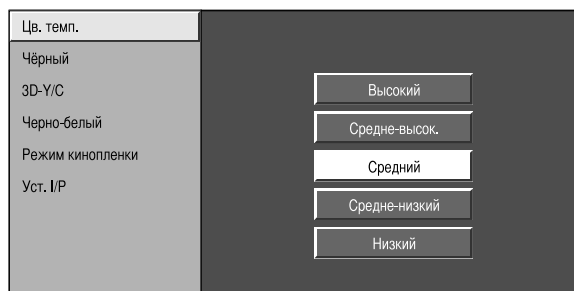 Цв. темп.
Чёрный
3D-Y/C
Черно-белый
Режим кинопленки
Уст. I/P
Высокий
Средне-высок.
Средний
Средне-низкий
Низкий